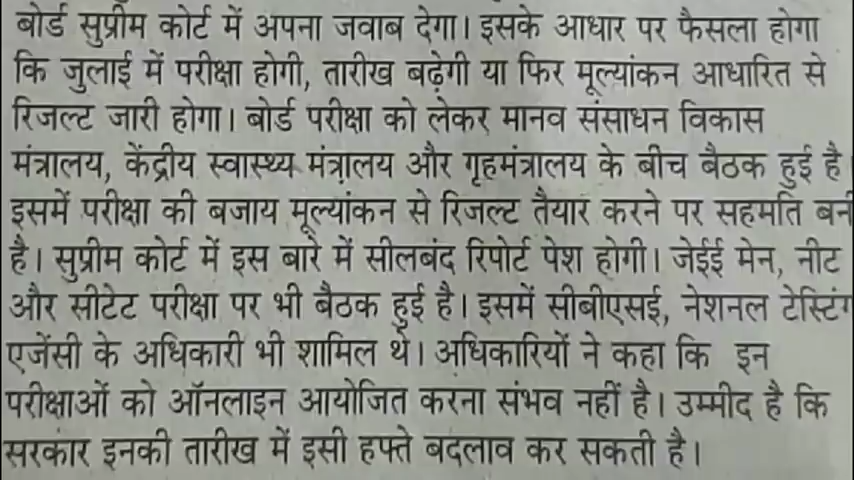 बोर्ड सुप्रीम कोर्ट में अपना जवाब देगा। इसके आधार पर फैसला होगा
कि जुलाई में परीक्षा होगी, तारीख बढ़ेगी या फिर मूल्यांकन आधारित से
रिजल्ट जारी होगा। बोर्ड परीक्षा को लेकर मानव संसाधन विकास
मंत्रालय, केंद्रीय स्वास्थ्य मंत्रालय और गृहमंत्रालय के बीच बैठक हुई है
इसमें परीक्षा की बजाय मूल्यांकन से रिजल्ट तैयार करने पर सहमति बनी
है। सुप्रीम कोर्ट में इस बारे में सीलबंद रिपोर्ट पेश होगी। जेईई मेन, नीट
और सीटेट परीक्षा पर भी बैठक हुई है। इसमें सीबीएसई, नेशनल टेस्टिंग
एजेंसी के अधिकारी भी शामिल थे। अधिकारियों ने कहा कि इन
परीक्षाओं को ऑनलाइन आयोजित करना संभव नहीं है। उम्मीद है कि
सरकार इनकी तारीख में इसी हफ्ते बदलाव कर सकती है।